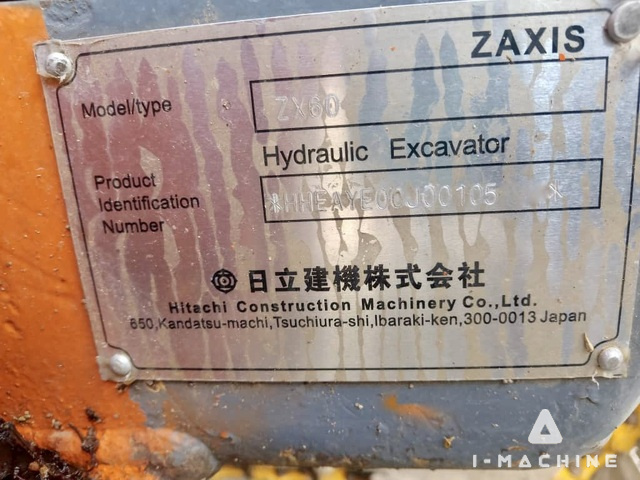 ZAXIS
Model/type ZX60
Hydraulic Excavator
Product
Identification
Number
*HHEAYE00J00105 *
日立建機株式会社
Hitachi Construction Machinery Co.,Ltd.
650,Kandatsu-machi,Tsuchiura-shi,Ibaraki-ken,300-0013 Japan
I-MACHINE